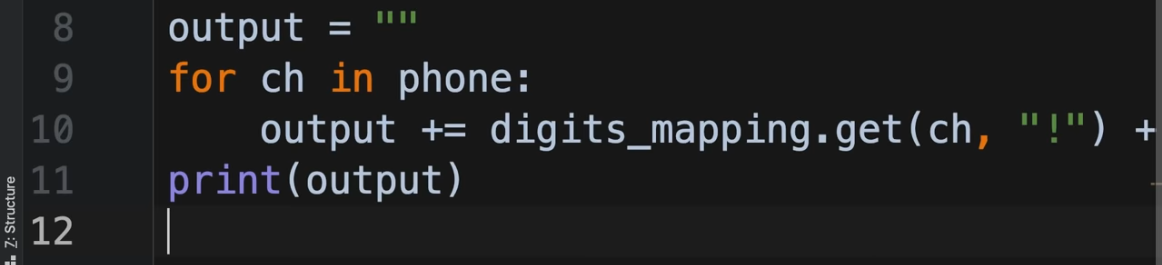 8 output = ""
9 for ch in phone:
10 output += digits_mapping.get(ch, "!") +
11 print(output)
12
Z: Structure